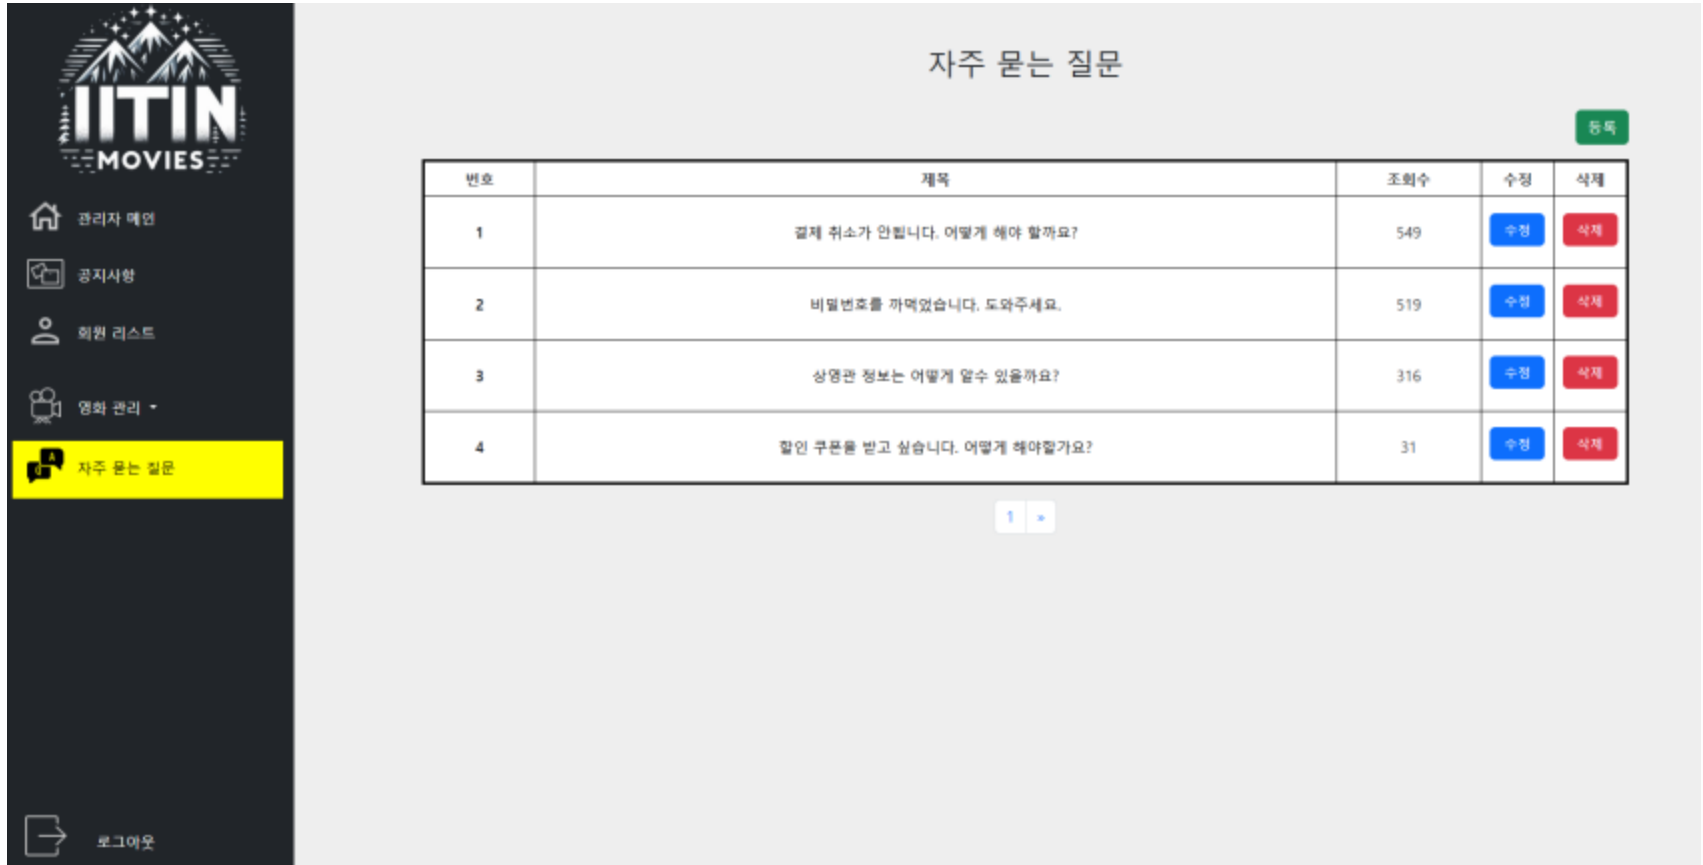 IITIN
MOVIES
관리자 메인
공지사항
회원 리스트
영화 관리
자주 묻는 질문
로그아웃
자주 묻는 질문
등록
번호 제목 조회수 수정 삭제
1 결제 취소가 안됩니다. 어떻게 해야 할까요? 549 수정 삭제
2 비밀번호를 까먹었습니다. 도와주세요. 519 수정 삭제
3 상영관 정보는 어떻게 알수 있을까요? 316 수정 삭제
4 할인 쿠폰을 받고 싶습니다. 어떻게 해야할가요? 31 수정 삭제
1 »